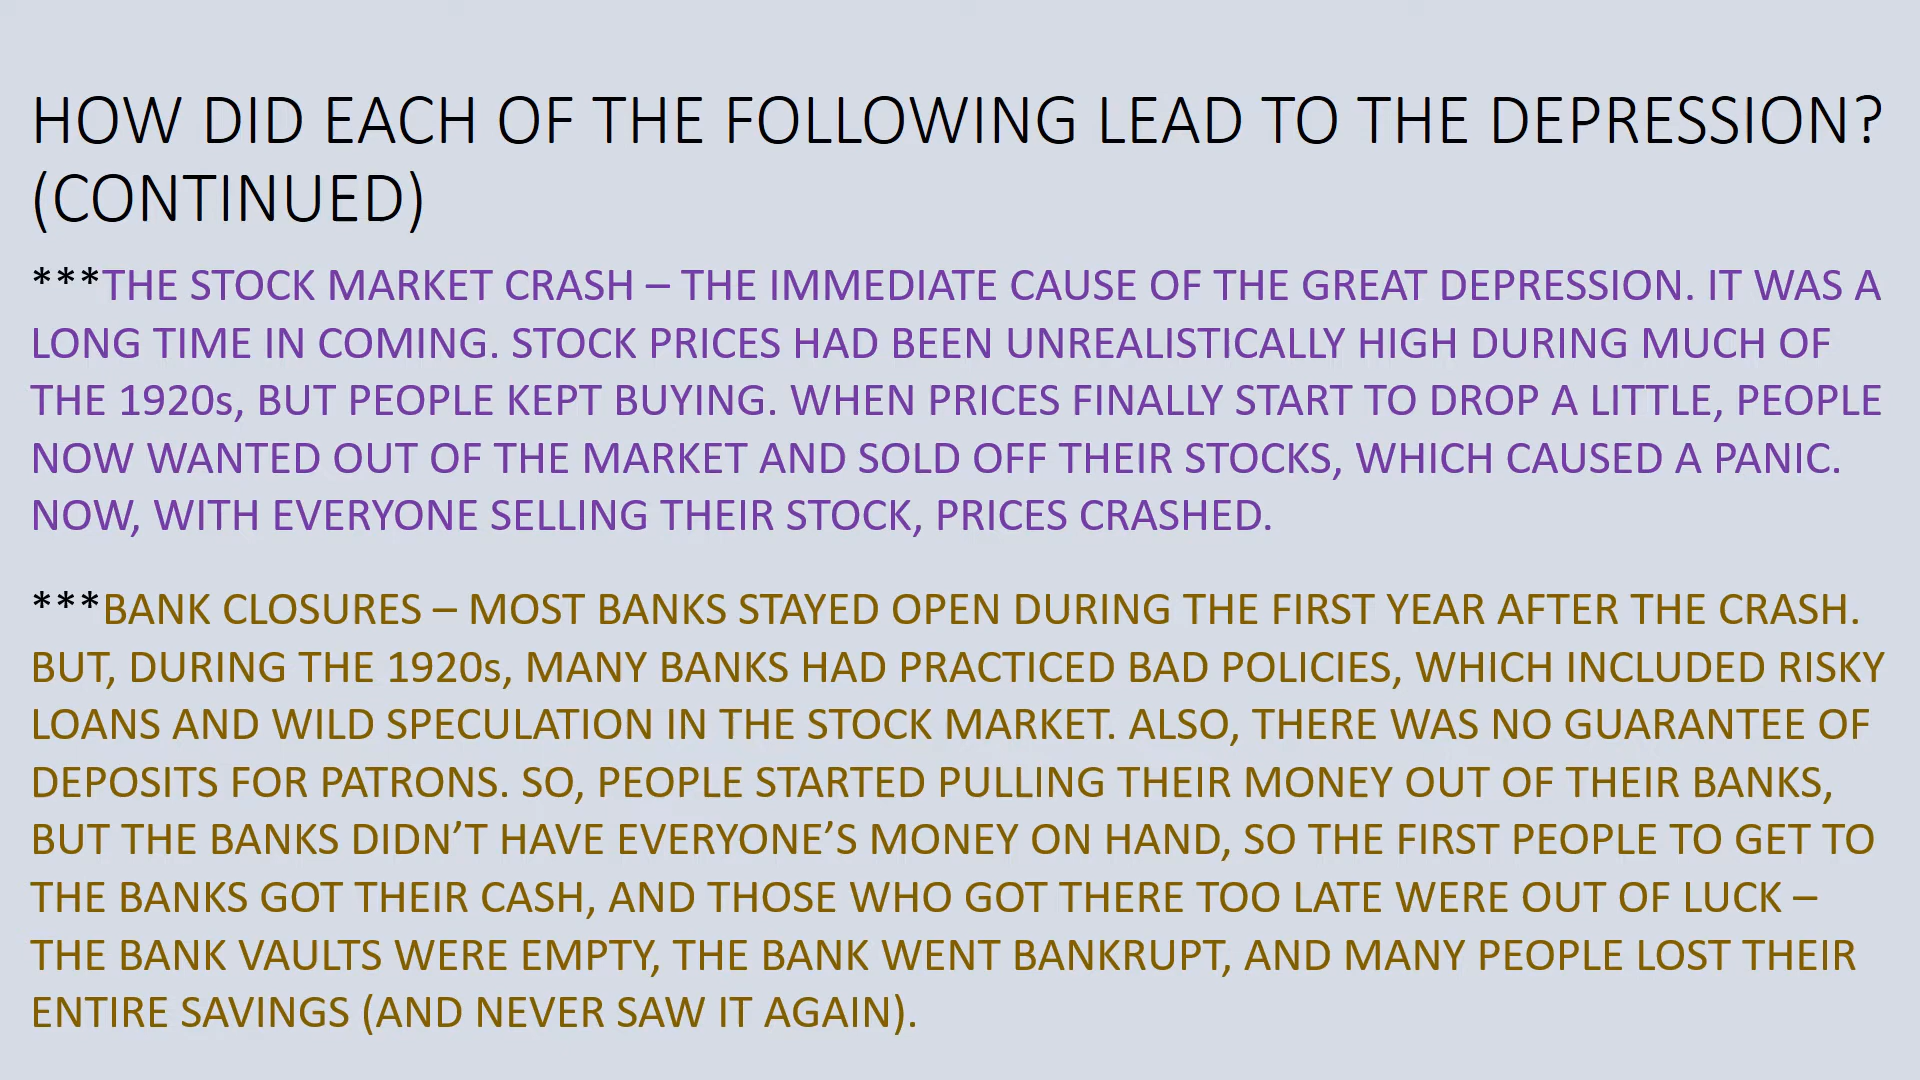 HOW DID EACH OF THE FOLLOWING LEAD TO THE DEPRESSION?
(CONTINUED)
***THE STOCK MARKET CRASH – THE IMMEDIATE CAUSE OF THE GREAT DEPRESSION. IT WAS A
LONG TIME IN COMING. STOCK PRICES HAD BEEN UNREALISTICALLY HIGH DURING MUCH OF
THE 1920s, BUT PEOPLE KEPT BUYING. WHEN PRICES FINALLY START TO DROP A LITTLE, PEOPLE
NOW WANTED OUT OF THE MARKET AND SOLD OFF THEIR STOCKS, WHICH CAUSED A PANIC.
NOW, WITH EVERYONE SELLING THEIR STOCK, PRICES CRASHED.
***BANK CLOSURES – MOST BANKS STAYED OPEN DURING THE FIRST YEAR AFTER THE CRASH.
BUT, DURING THE 1920s, MANY BANKS HAD PRACTICED BAD POLICIES, WHICH INCLUDED RISKY
LOANS AND WILD SPECULATION IN THE STOCK MARKET. ALSO, THERE WAS NO GUARANTEE OF
DEPOSITS FOR PATRONS. SO, PEOPLE STARTED PULLING THEIR MONEY OUT OF THEIR BANKS,
BUT THE BANKS DIDN’T HAVE EVERYONE’S MONEY ON HAND, SO THE FIRST PEOPLE TO GET TO
THE BANKS GOT THEIR CASH, AND THOSE WHO GOT THERE TOO LATE WERE OUT OF LUCK –
THE BANK VAULTS WERE EMPTY, THE BANK WENT BANKRUPT, AND MANY PEOPLE LOST THEIR
ENTIRE SAVINGS (AND NEVER SAW IT AGAIN).